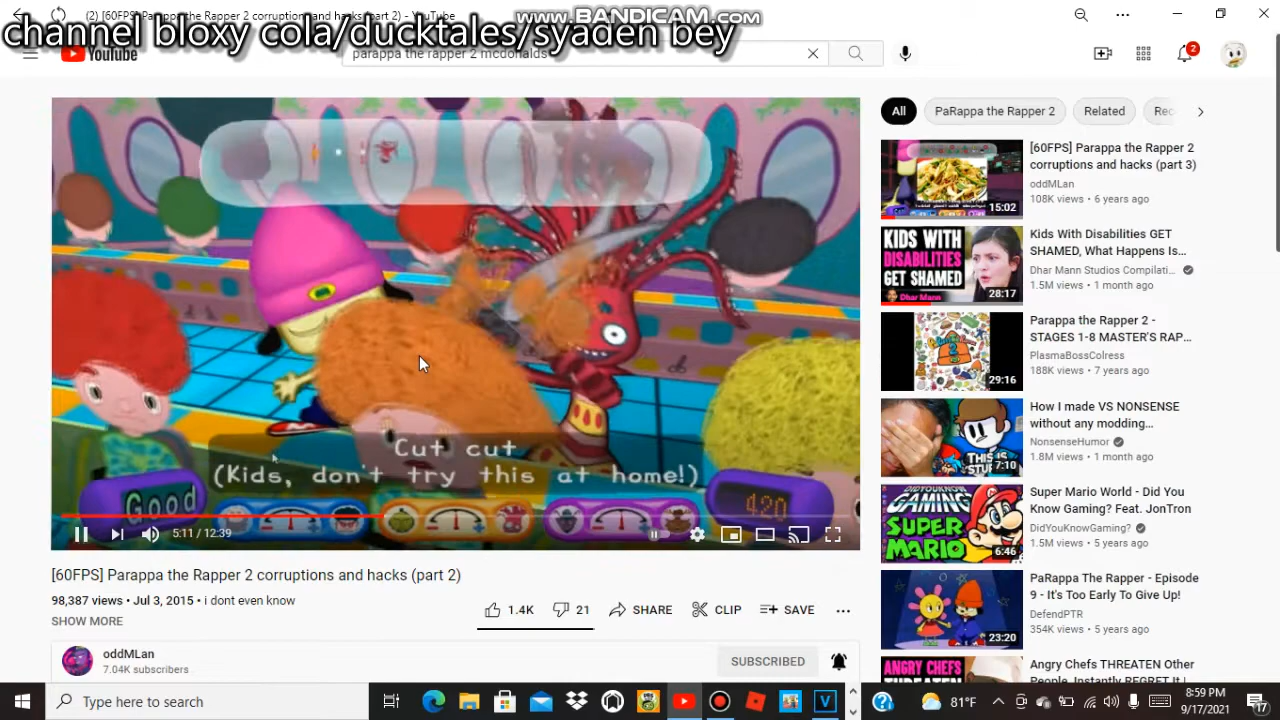 (2) [60FPS] Parappa the Rapper 2 corruptions and hacks (part 2) - YouTube
www.BANDICAM.com
channel bloxy cola/ducktales/syaden bey
YouTube
parappa the rapper 2 mcdonalds
2
All
PaRappa the Rapper 2
Related
Rec
[60FPS] Parappa the Rapper 2
corruptions and hacks (part 3)
oddMLan
108K views • 6 years ago
15:02
KIDS WITH
DISABILITIES
GET SHAMED
Dhar Mann
28:17
Kids With Disabilities GET
SHAMED, What Happens Is...
Dhar Mann Studios Compilati...
1.5M views • 1 month ago
Parappa the Rapper 2 -
STAGES 1-8 MASTER'S RAP...
PlasmaBossColress
188K views • 7 years ago
29:16
How I made VS NONSENSE
without any modding...
NonsenseHumor
1.8M views • 1 month ago
THIS IS
7:10
Super Mario World - Did You
Know Gaming? Feat. JonTron
DidYouKnowGaming?
1.5M views • 5 years ago
DIDYOUKNOW
GAMING
SUPER
MARIO
6:46
PaRappa The Rapper - Episode
9 - It's Too Early To Give Up!
DefendPTR
354K views • 5 years ago
23:20
ANGRY CHEFS
Angry Chefs THREATEN Other
People, Instantly REGRET It |
Cut cut
(Kids, don't try this at home!)
Good
420
5:11 / 12:39
[60FPS] Parappa the Rapper 2 corruptions and hacks (part 2)
98,387 views • Jul 3, 2015 • i dont even know
SHOW MORE
1.4K
21
SHARE
CLIP
SAVE
oddMLan
7.04K subscribers
SUBSCRIBED
Type here to search
81°F
8:59 PM
9/17/2021
17